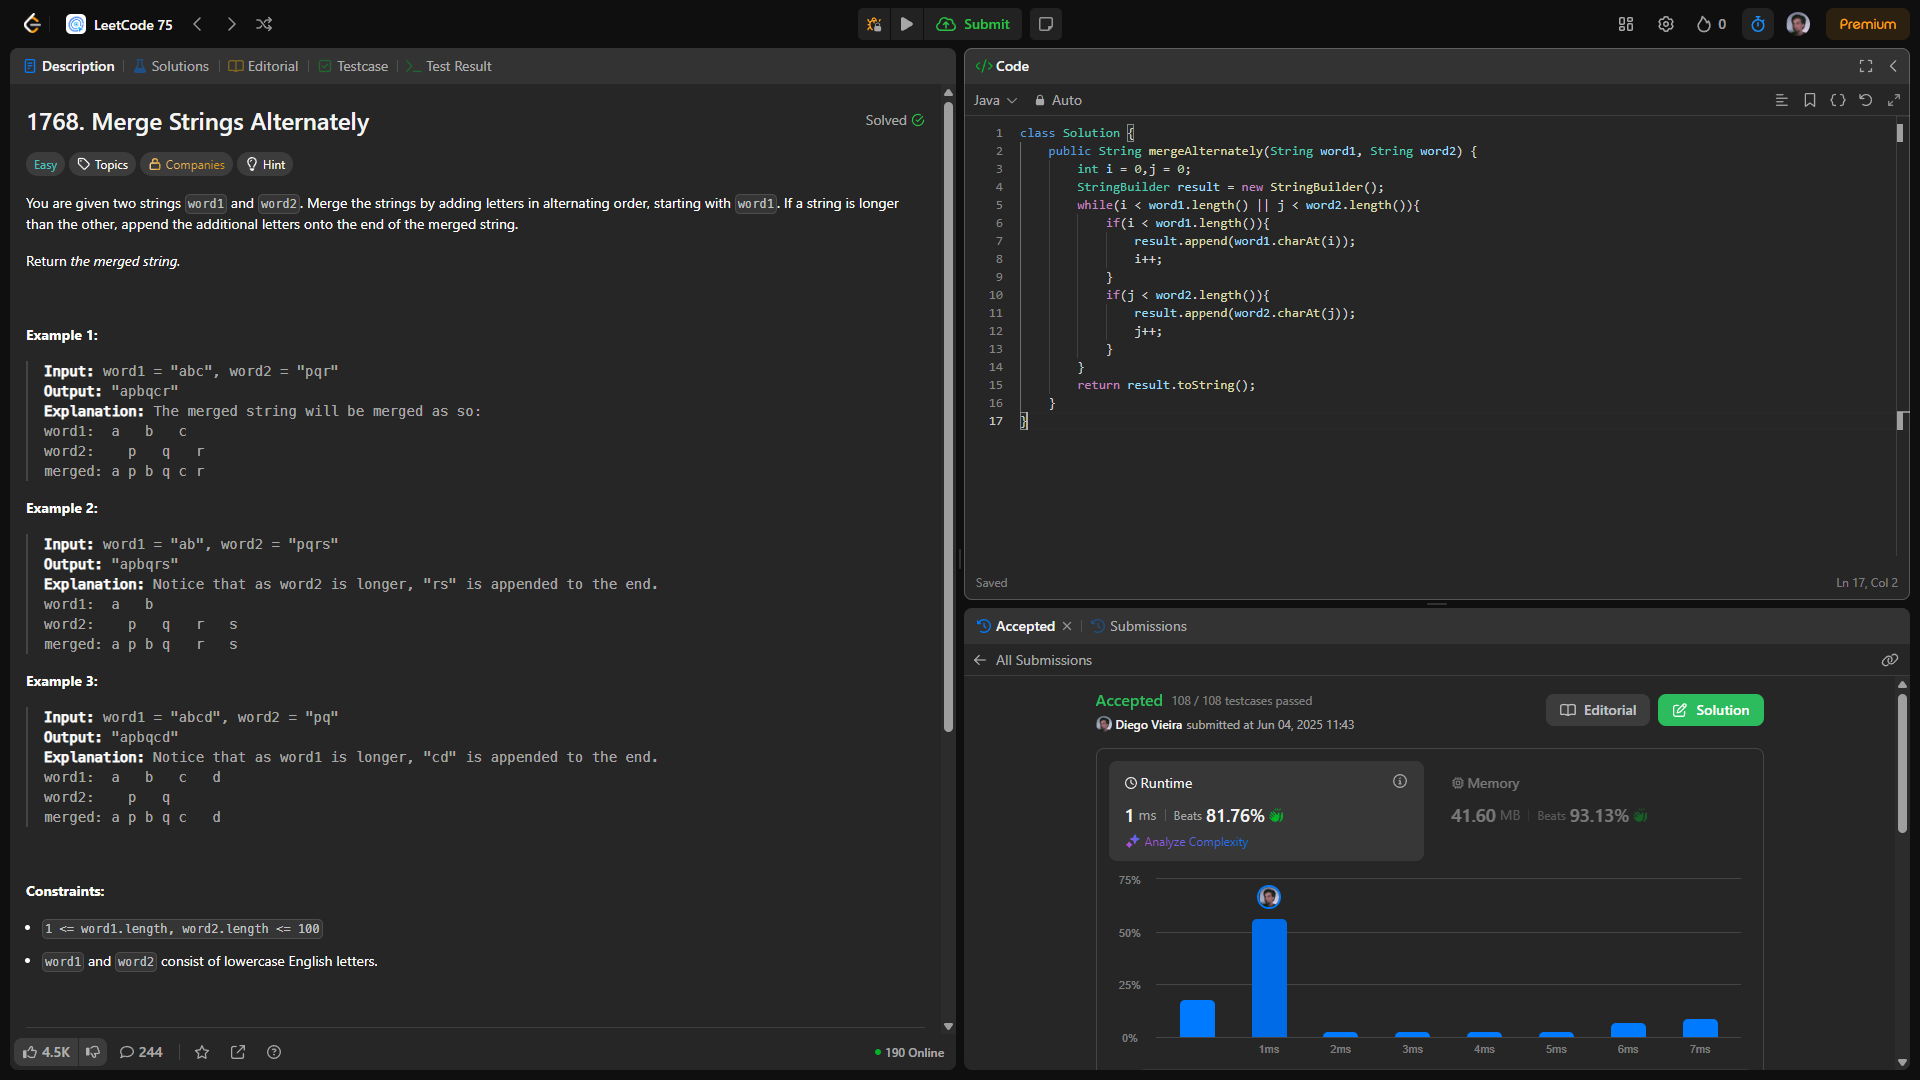 LeetCode 75
Submit
0
Premium
Description
Solutions
Editorial
Testcase
Test Result
1768. Merge Strings Alternately
Solved
Easy
Topics
Companies
Hint
You are given two strings word1 and word2. Merge the strings by adding letters in alternating order, starting with word1. If a string is longer
than the other, append the additional letters onto the end of the merged string.
Return the merged string.
Example 1:
Input: word1 = "abc", word2 = "pqr"
Output: "apbqcr"
Explanation: The merged string will be merged as so:
word1:  a   b   c
word2:    p   q   r
merged: a p b q c r
Example 2:
Input: word1 = "ab", word2 = "pqrs"
Output: "apbqrs"
Explanation: Notice that as word2 is longer, "rs" is appended to the end.
word1:  a   b
word2:    p   q   r   s
merged: a p b q   r   s
Example 3:
Input: word1 = "abcd", word2 = "pq"
Output: "apbqcd"
Explanation: Notice that as word1 is longer, "cd" is appended to the end.
word1:  a   b   c   d
word2:    p   q
merged: a p b q c   d
Constraints:
1 <= word1.length, word2.length <= 100
word1 and word2 consist of lowercase English letters.
4.5K
244
190 Online
Code
Java
Auto
1 class Solution {
2     public String mergeAlternately(String word1, String word2) {
3         int i = 0,j = 0;
4         StringBuilder result = new StringBuilder();
5         while(i < word1.length() || j < word2.length()){
6             if(i < word1.length()){
7                 result.append(word1.charAt(i));
8                 i++;
9             }
10             if(j < word2.length()){
11                 result.append(word2.charAt(j));
12                 j++;
13             }
14         }
15         return result.toString();
16     }
17 }
Saved
Ln 17, Col 2
Accepted
Submissions
All Submissions
Accepted 108 / 108 testcases passed
Diego Vieira submitted at Jun 04, 2025 11:43
Editorial
Solution
Runtime
1 ms
Beats 81.76%
Analyze Complexity
Memory
41.60 MB
Beats 93.13%
75%
50%
25%
0%
1ms
2ms
3ms
4ms
5ms
6ms
7ms